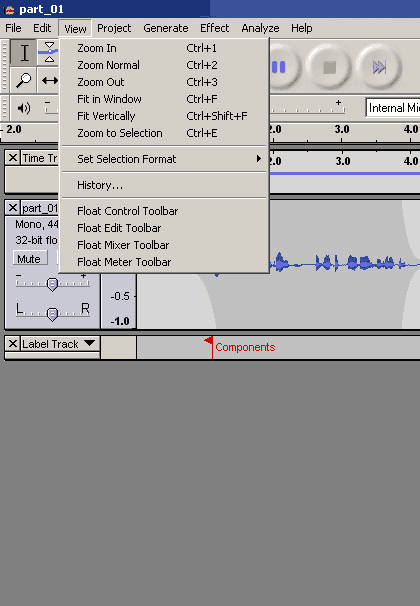 part_01
File Edit View Project Generate Effect Analyze Help
Zoom In Ctrl+1
Zoom Normal Ctrl+2
Zoom Out Ctrl+3
Fit in Window Ctrl+F
Fit Vertically Ctrl+Shift+F
Zoom to Selection Ctrl+E
Set Selection Format
History...
Float Control Toolbar
Float Edit Toolbar
Float Mixer Toolbar
Float Meter Toolbar
Internal Mi
- 2.0 2.0 3.0 4.0
Time Tr
part_01
Mono, 44
32-bit flo
Mute
- +
L R
-0.5
-1.0
Label Track
Components